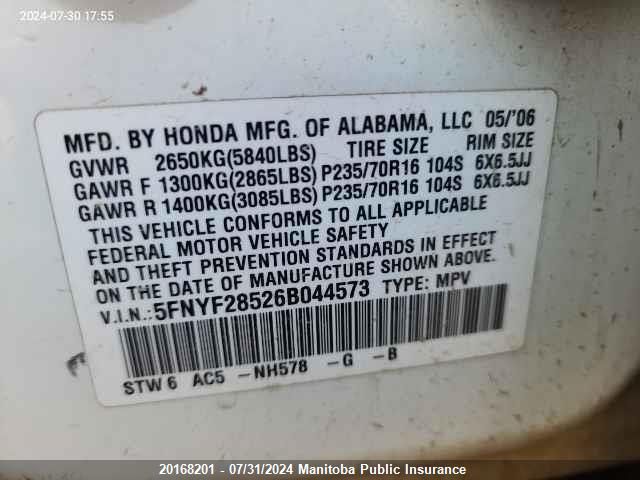 2024-07-30 17:55
MFD. BY HONDA MFG. OF ALABAMA, LLC 05/'06
GVWR 2650KG(5840LBS) TIRE SIZE RIM SIZE
GAWR F 1300KG(2865LBS) P235/70R16 104S 6X6.5JJ
GAWR R 1400KG(3085LBS) P235/70R16 104S 6X6.5JJ
THIS VEHICLE CONFORMS TO ALL APPLICABLE
FEDERAL MOTOR VEHICLE SAFETY
AND THEFT PREVENTION STANDARDS IN EFFECT
ON THE DATE OF MANUFACTURE SHOWN ABOVE.
V.I.N.:5FNYF28526B044573 TYPE: MPV
STW6 AC5 -NH578 -G -B
20168201 - 07/31/2024 Manitoba Public Insurance